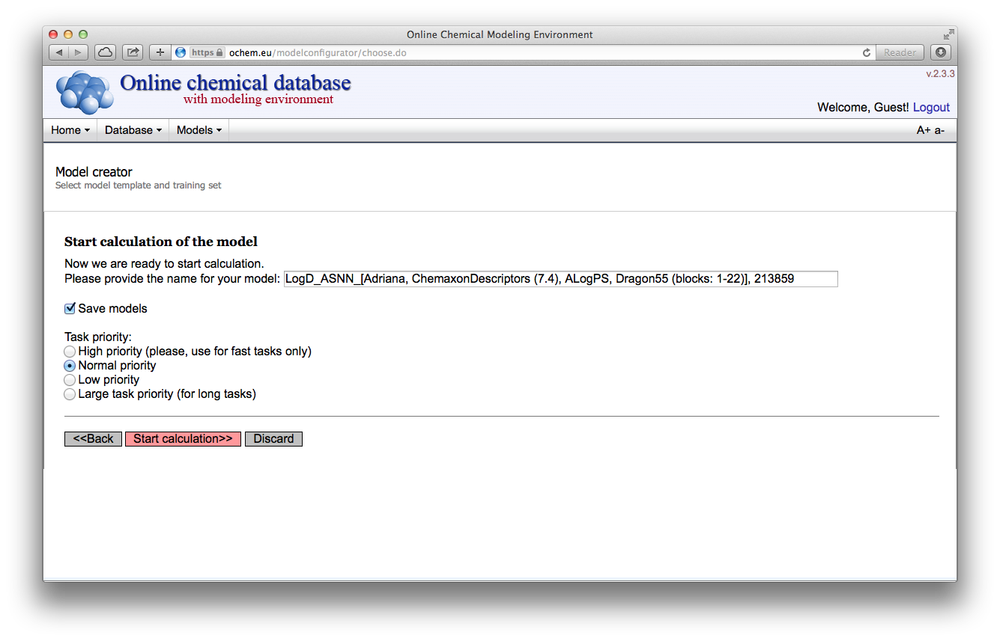 Online Chemical Modeling Environment
https ochem.eu/modelconfigurator/choose.do Reader
Online chemical database
with modeling environment
v.2.3.3
Welcome, Guest! Logout
Home Database Models A+ a-
Model creator
Select model template and training set
Start calculation of the model
Now we are ready to start calculation.
Please provide the name for your model: LogD_ASNN_[Adriana, ChemaxonDescriptors (7.4), ALogPS, Dragon55 (blocks: 1-22)], 213859
Save models
Task priority:
High priority (please, use for fast tasks only)
Normal priority
Low priority
Large task priority (for long tasks)
<<Back Start calculation>> Discard